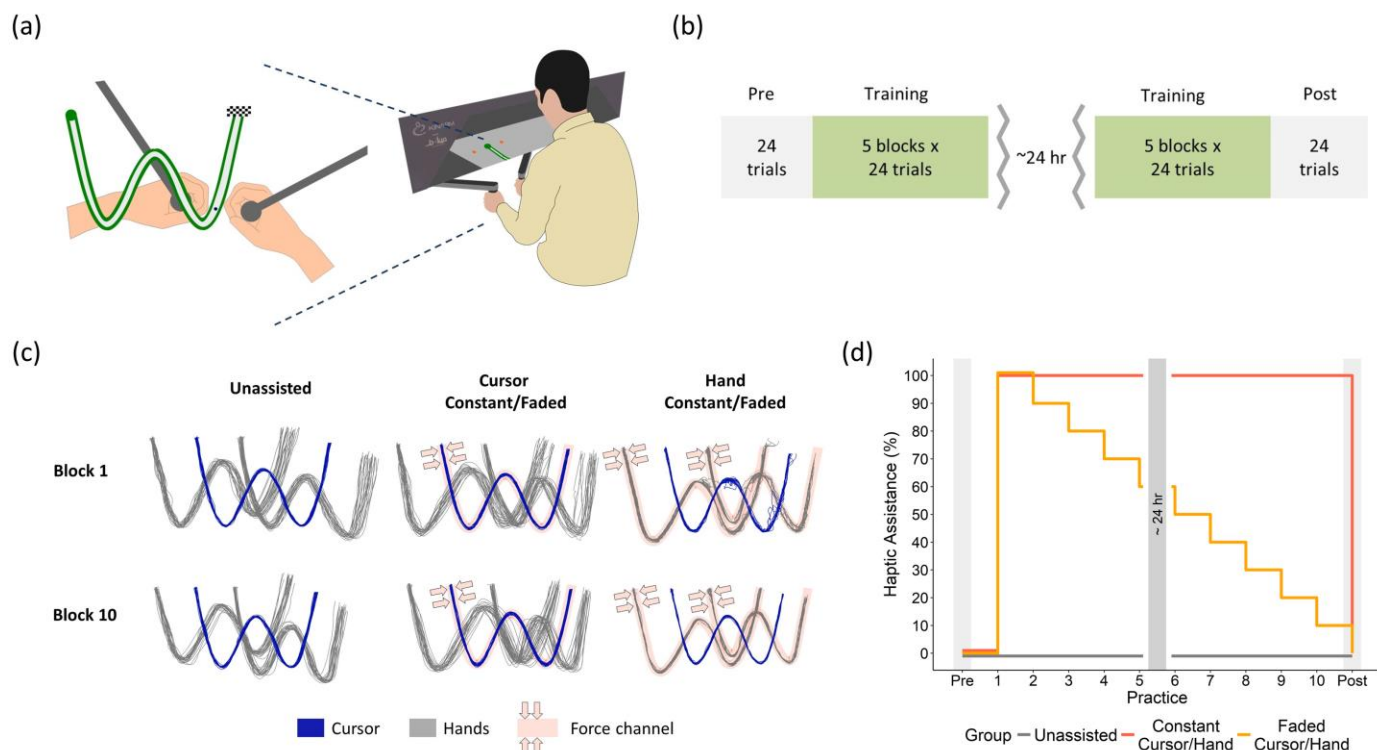 (a)
(b)
Pre
Training
Training
Post
24
trials
5 blocks x
24 trials
~24 hr
5 blocks x
24 trials
24
trials
(c)
Unassisted
Cursor
Constant/Faded
Hand
Constant/Faded
Block 1
Block 10
Cursor
Hands
Force channel
(d)
Haptic Assistance (%)
100
90
80
70
60
50
40
30
20
10
0
~ 24 hr
Pre 1 2 3 4 5 6 7 8 9 10 Post
Practice
Group
Unassisted
Constant
Cursor/Hand
Faded
Cursor/Hand